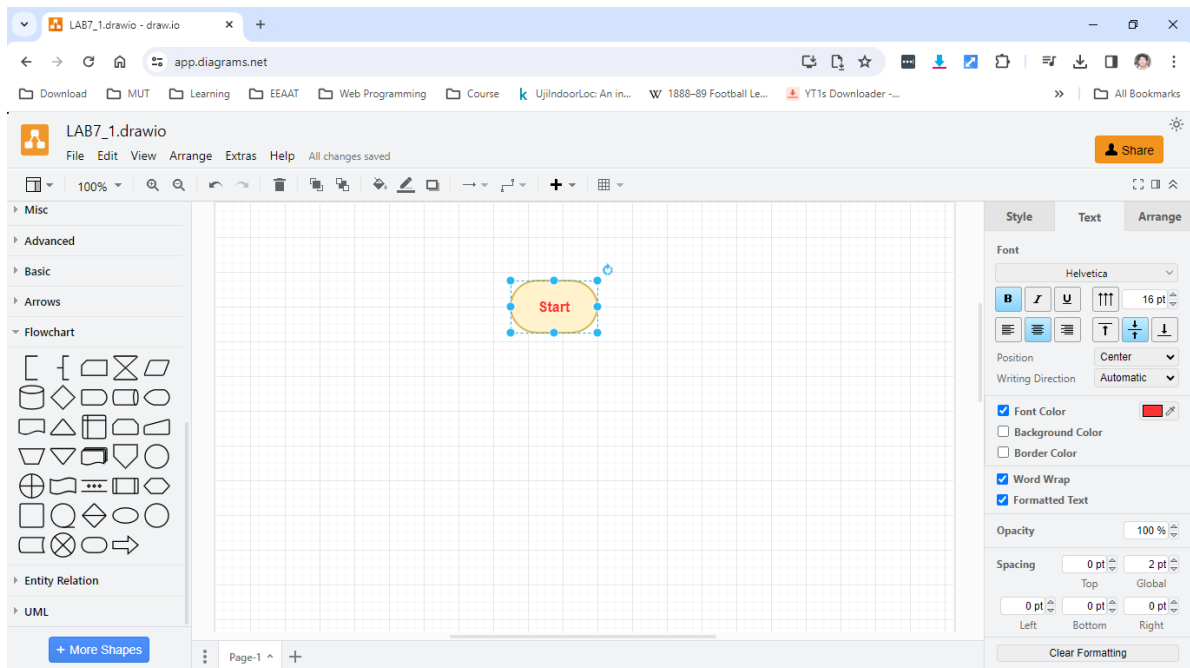 LAB7_1.drawio - draw.io
app.diagrams.net
Download MUT Learning EEAAT Web Programming Course k UjiIndoorLoc: An in... W 1888–89 Football Le... YT1s Downloader -... » All Bookmarks
LAB7_1.drawio
File Edit View Arrange Extras Help All changes saved
Share
100%
Misc
Advanced
Basic
Arrows
Flowchart
Entity Relation
UML
+ More Shapes
Start
Page-1
Style Text Arrange
Font
Helvetica
B I U 16 pt
Position Center
Writing Direction Automatic
Font Color
Background Color
Border Color
Word Wrap
Formatted Text
Opacity 100 %
Spacing 0 pt 2 pt
Top Global
0 pt 0 pt 0 pt
Left Bottom Right
Clear Formatting